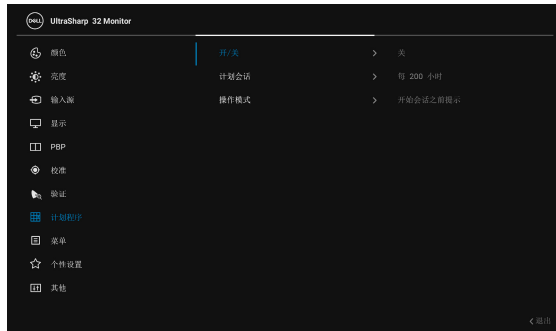 DELL UltraSharp 32 Monitor
颜色 开/关 关
亮度 计划会话 每 200 小时
输入源 操作模式 开始会话之前提示
显示
PBP
校准
验证
计划程序
菜单
个性设置
其他
退出